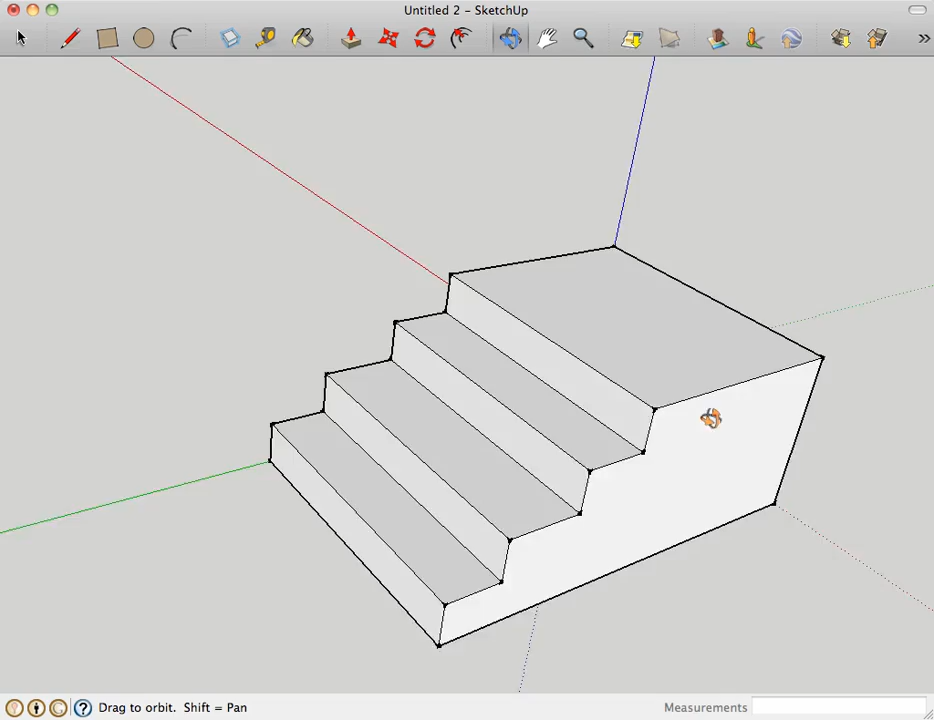 Untitled 2 - SketchUp
»
Drag to orbit. Shift = Pan
Measurements